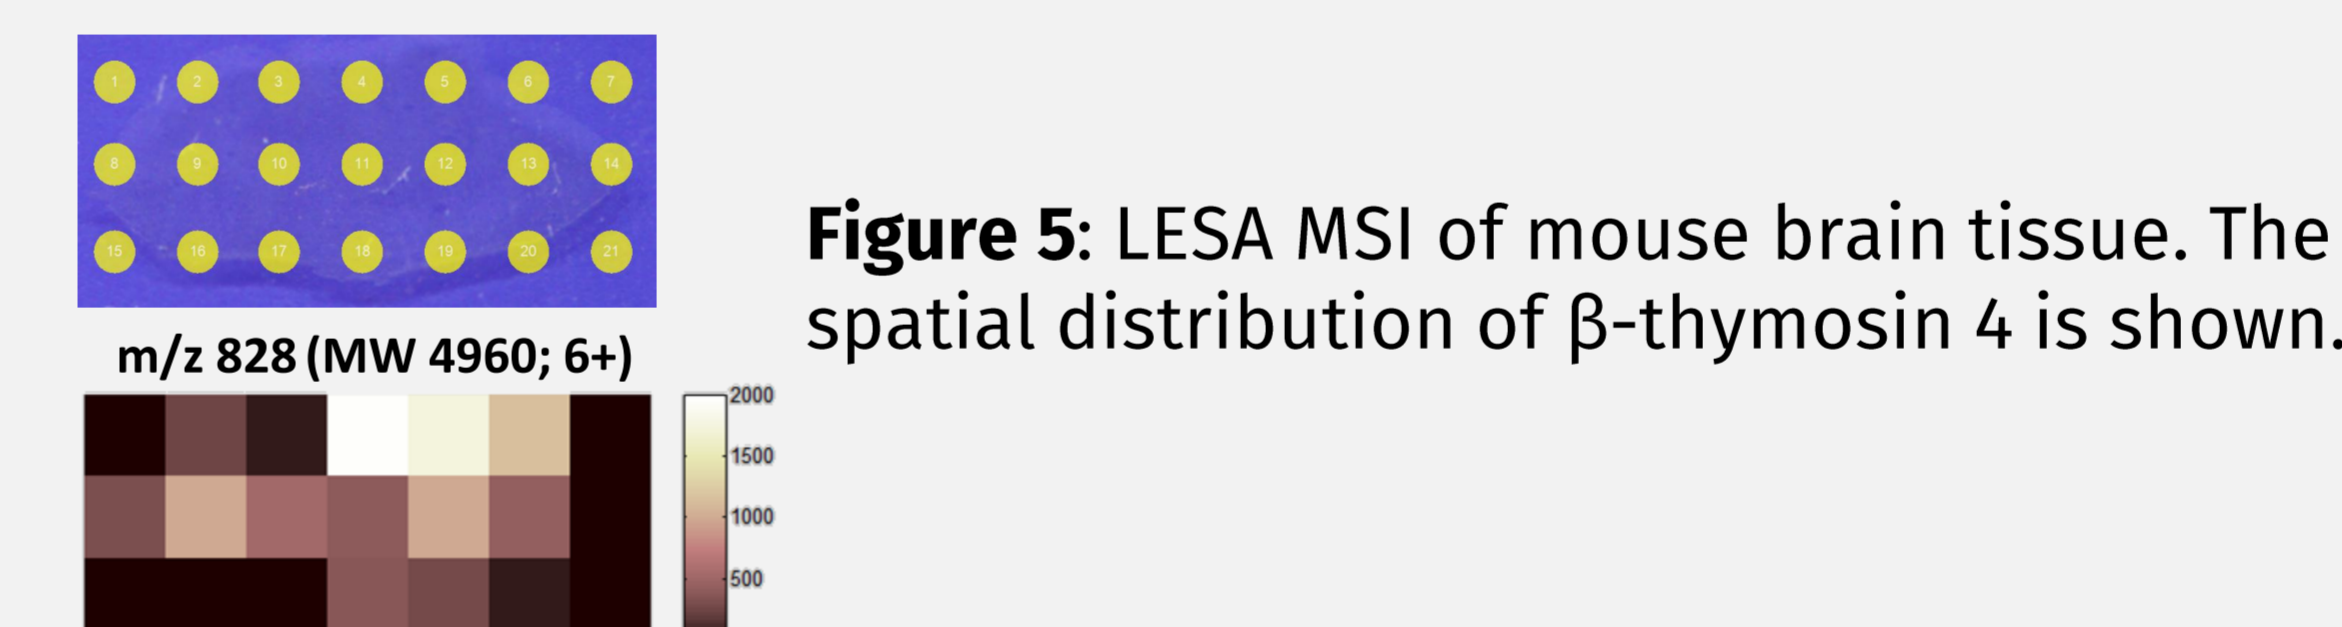 1 2 3 4 5 6 7
8 9 10 11 12 13 14
15 16 17 18 19 20 21
m/z 828 (MW 4960; 6+)
2000
1500
1000
500
Figure 5: LESA MSI of mouse brain tissue. The
spatial distribution of β-thymosin 4 is shown.